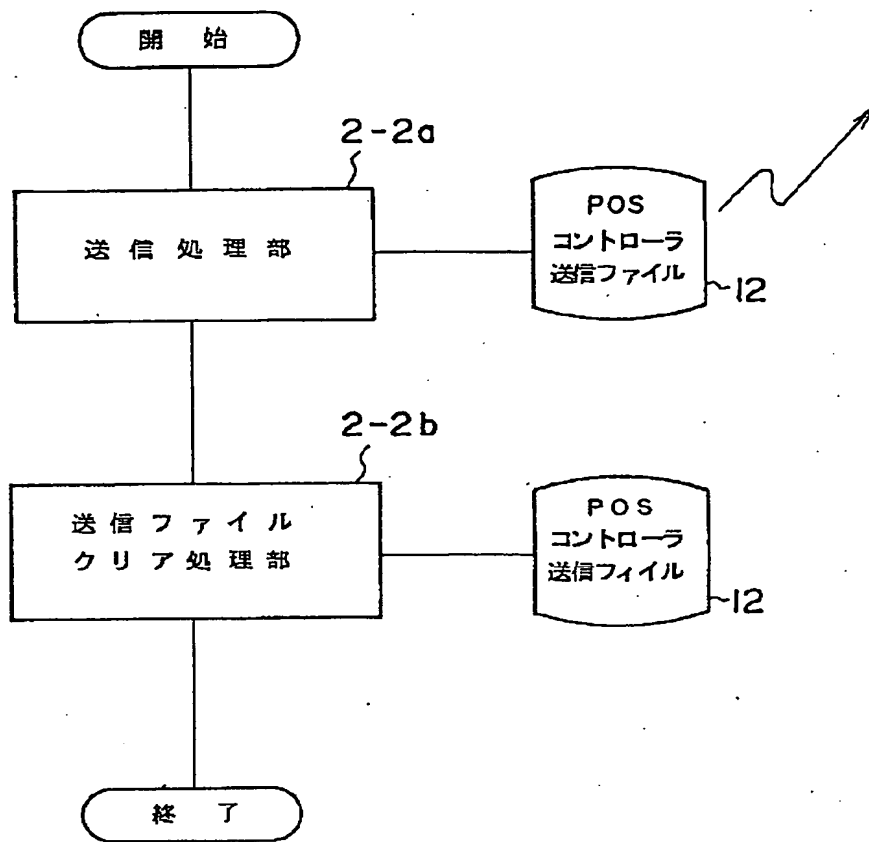 開始
2-2a
送信処理部
POS
コントローラ
送信ファイル
12
2-2b
送信ファイル
クリア処理部
POS
コントローラ
送信フィイル
12
終了